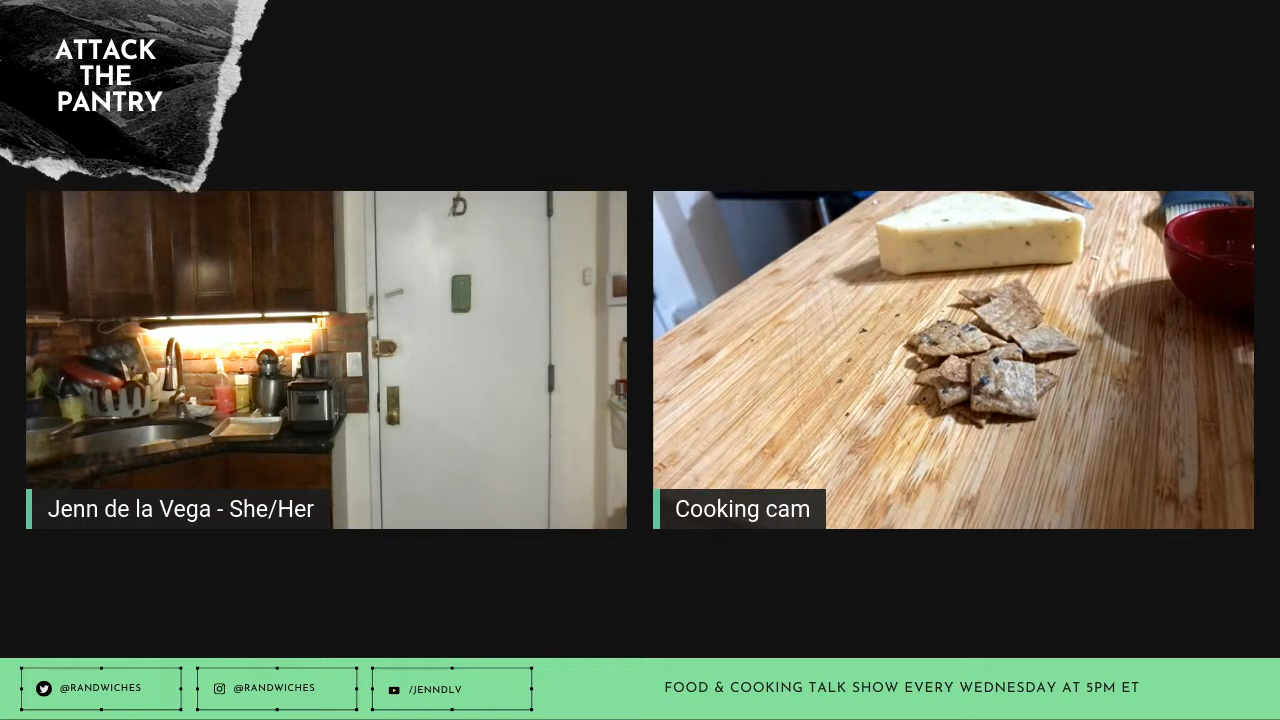 ATTACK
THE
PANTRY
D
Jenn de la Vega - She/Her
Cooking cam
@RANDWICHES
@RANDWICHES
/JENNDLV
FOOD & COOKING TALK SHOW EVERY WEDNESDAY AT 5PM ET